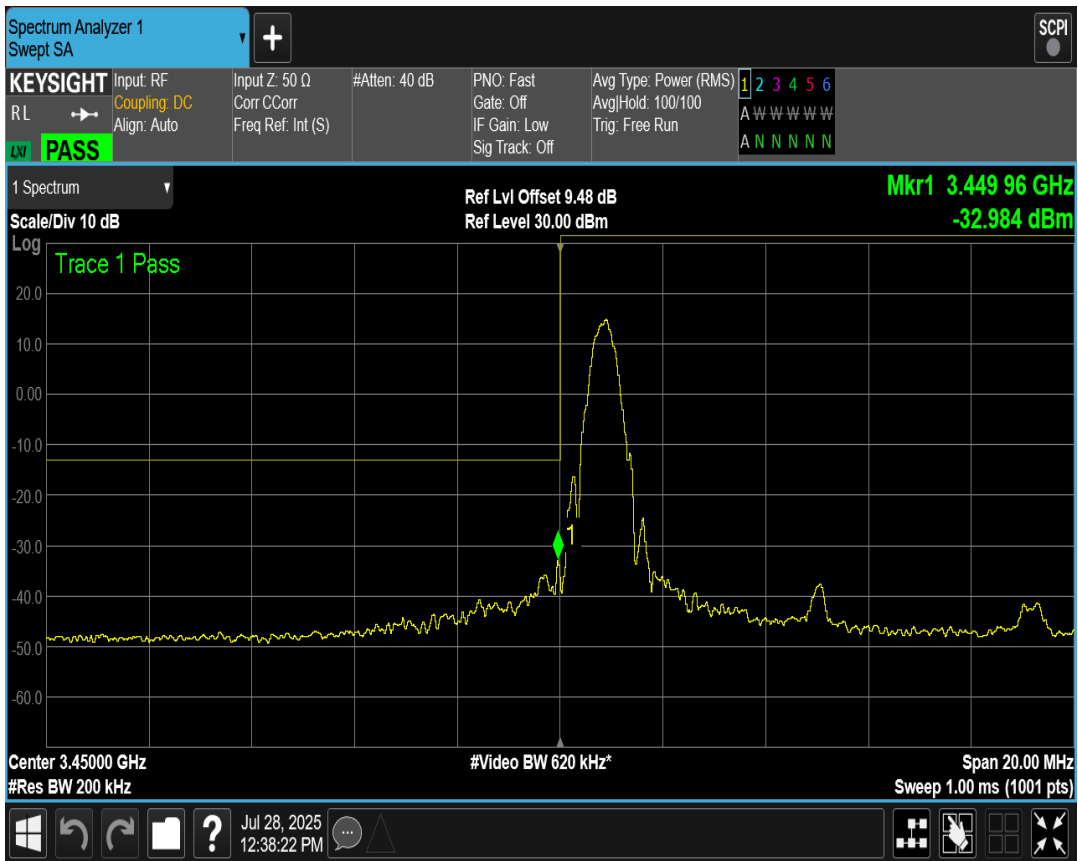 Spectrum Analyzer 1
Swept SA
+
SCPI
KEYSIGHT
RL
LXI
PASS
Input: RF
Coupling: DC
Align: Auto
Input Z: 50 Ω
Corr CCorr
Freq Ref: Int (S)
#Atten: 40 dB
PNO: Fast
Gate: Off
IF Gain: Low
Sig Track: Off
Avg Type: Power (RMS)
Avg|Hold: 100/100
Trig: Free Run
1 2 3 4 5 6
A W W W W W
A N N N N N
1 Spectrum
Scale/Div 10 dB
Ref Lvl Offset 9.48 dB
Ref Level 30.00 dBm
Mkr1 3.449 96 GHz
-32.984 dBm
Log
Trace 1 Pass
20.0
10.0
0.00
-10.0
-20.0
-30.0
-40.0
-50.0
-60.0
1
Center 3.45000 GHz
#Res BW 200 kHz
#Video BW 620 kHz*
Span 20.00 MHz
Sweep 1.00 ms (1001 pts)
?
Jul 28, 2025
12:38:22 PM